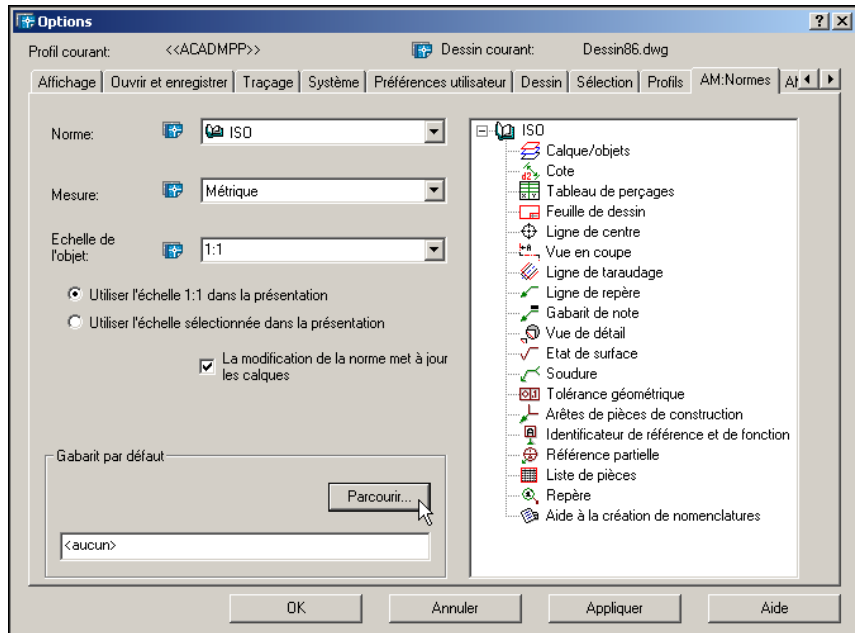 Options
Profil courant: <<ACADMPP>> Dessin courant: Dessin86.dwg
Affichage Ouvrir et enregistrer Traçage Système Préférences utilisateur Dessin Sélection Profils AM:Normes
Norme: ISO
Mesure: Métrique
Echelle de
l'objet: 1:1
Utiliser l'échelle 1:1 dans la présentation
Utiliser l'échelle sélectionnée dans la présentation
La modification de la norme met à jour
les calques
Gabarit par défaut
Parcourir...
<aucun>
ISO
Calque/objets
Cote
Tableau de perçages
Feuille de dessin
Ligne de centre
Vue en coupe
Ligne de taraudage
Ligne de repère
Gabarit de note
Vue de détail
Etat de surface
Soudure
Tolérance géométrique
Arêtes de pièces de construction
Identificateur de référence et de fonction
Référence partielle
Liste de pièces
Repère
Aide à la création de nomenclatures
OK Annuler Appliquer Aide